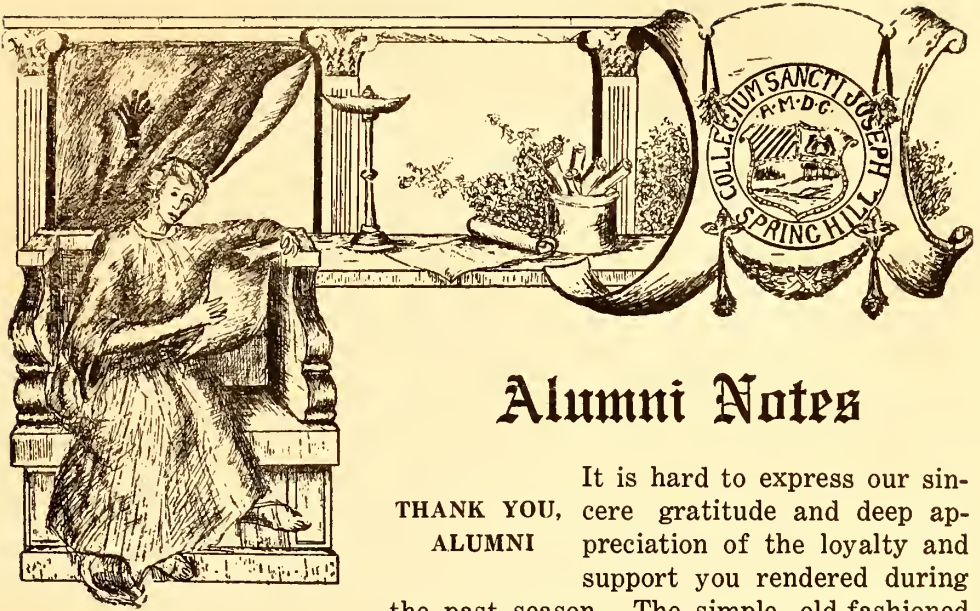 COLLEGIUM SANCTI JOSEPH
A·M·D·G·
SPRING HILL
Alumni Notes
THANK YOU,
ALUMNI
It is hard to express our sin-
cere gratitude and deep ap-
preciation of the loyalty and
support you rendered during
the past season. The simple, old-fashioned